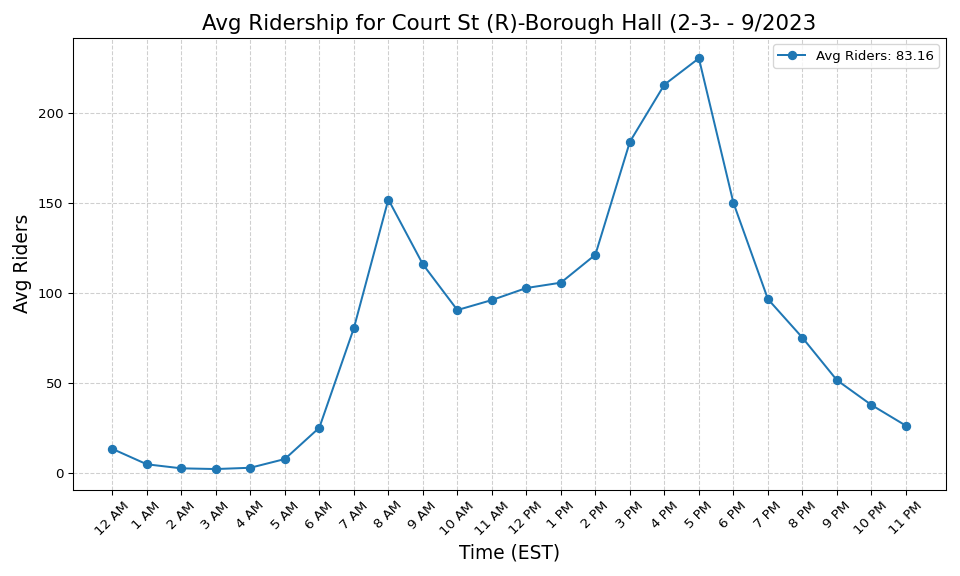 Avg Ridership for Court St (R)-Borough Hall (2-3- - 9/2023
Avg Riders: 83.16
Avg Riders
200
150
100
50
0
12 AM
1 AM
2 AM
3 AM
4 AM
5 AM
6 AM
7 AM
8 AM
9 AM
10 AM
11 AM
12 PM
1 PM
2 PM
3 PM
4 PM
5 PM
6 PM
7 PM
8 PM
9 PM
10 PM
11 PM
Time (EST)